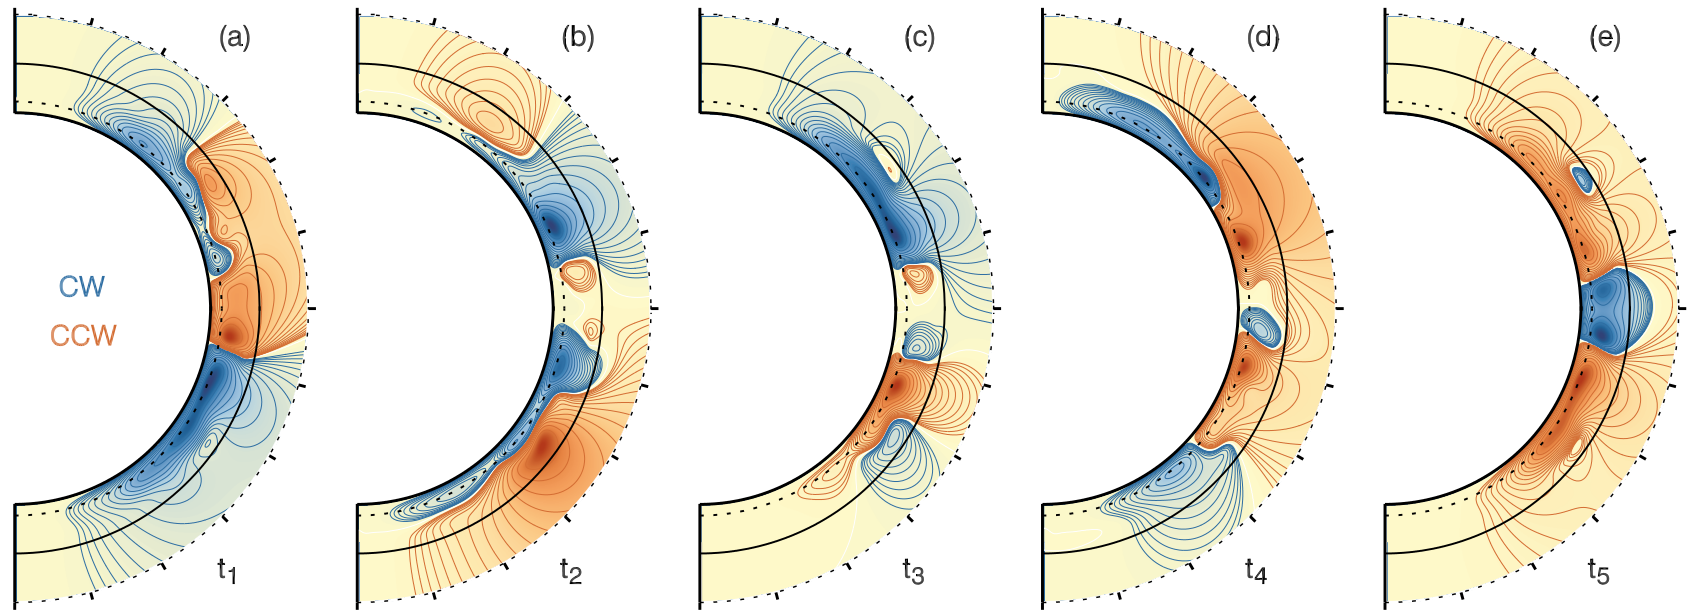 (a) (b) (c) (d) (e)
CW
CCW
t₁ t₂ t₃ t₄ t₅